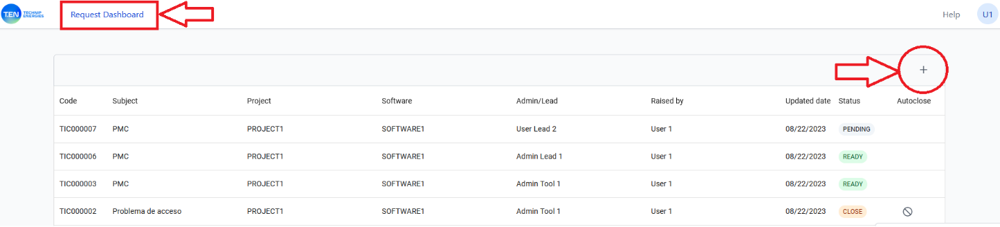 TEN TECHNIP ENERGIES Request Dashboard Help U1
+
Code Subject Project Software Admin/Lead Raised by Updated date Status Autoclose
TIC000007 PMC PROJECT1 SOFTWARE1 User Lead 2 User 1 08/22/2023 PENDING
TIC000006 PMC PROJECT1 SOFTWARE1 Admin Lead 1 User 1 08/22/2023 READY
TIC000003 PMC PROJECT1 SOFTWARE1 Admin Tool 1 User 1 08/22/2023 READY
TIC000002 Problema de acceso PROJECT1 SOFTWARE1 Admin Tool 1 User 1 08/22/2023 CLOSE